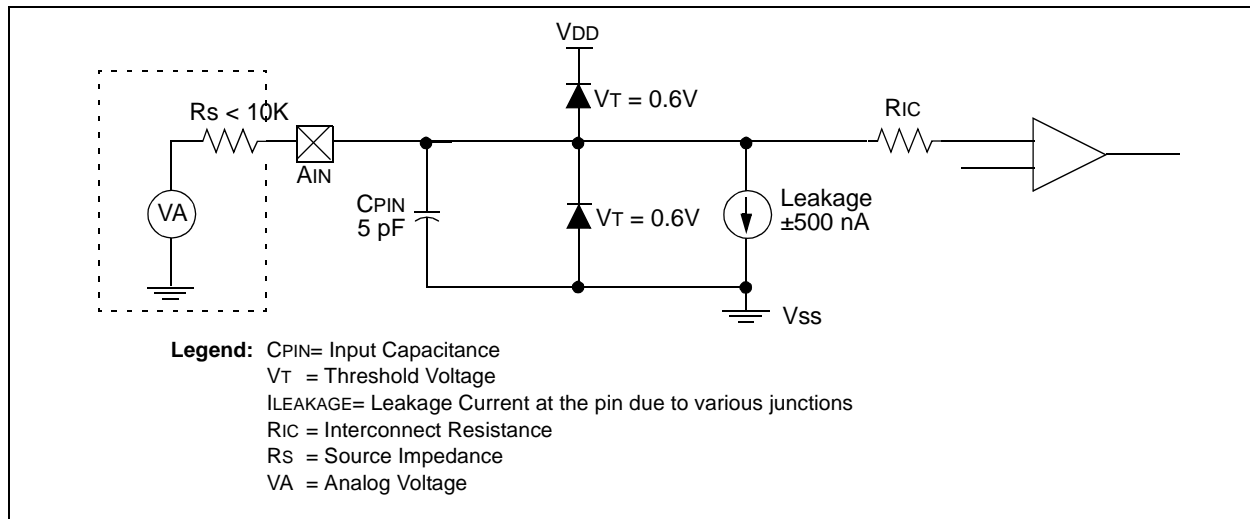 VDD
VT = 0.6V
RS < 10K
RIC
AIN
VA
CPIN
5 pF
VT = 0.6V
Leakage
±500 nA
VSS
Legend: CPIN= Input Capacitance
VT = Threshold Voltage
ILEAKAGE= Leakage Current at the pin due to various junctions
RIC = Interconnect Resistance
RS = Source Impedance
VA = Analog Voltage